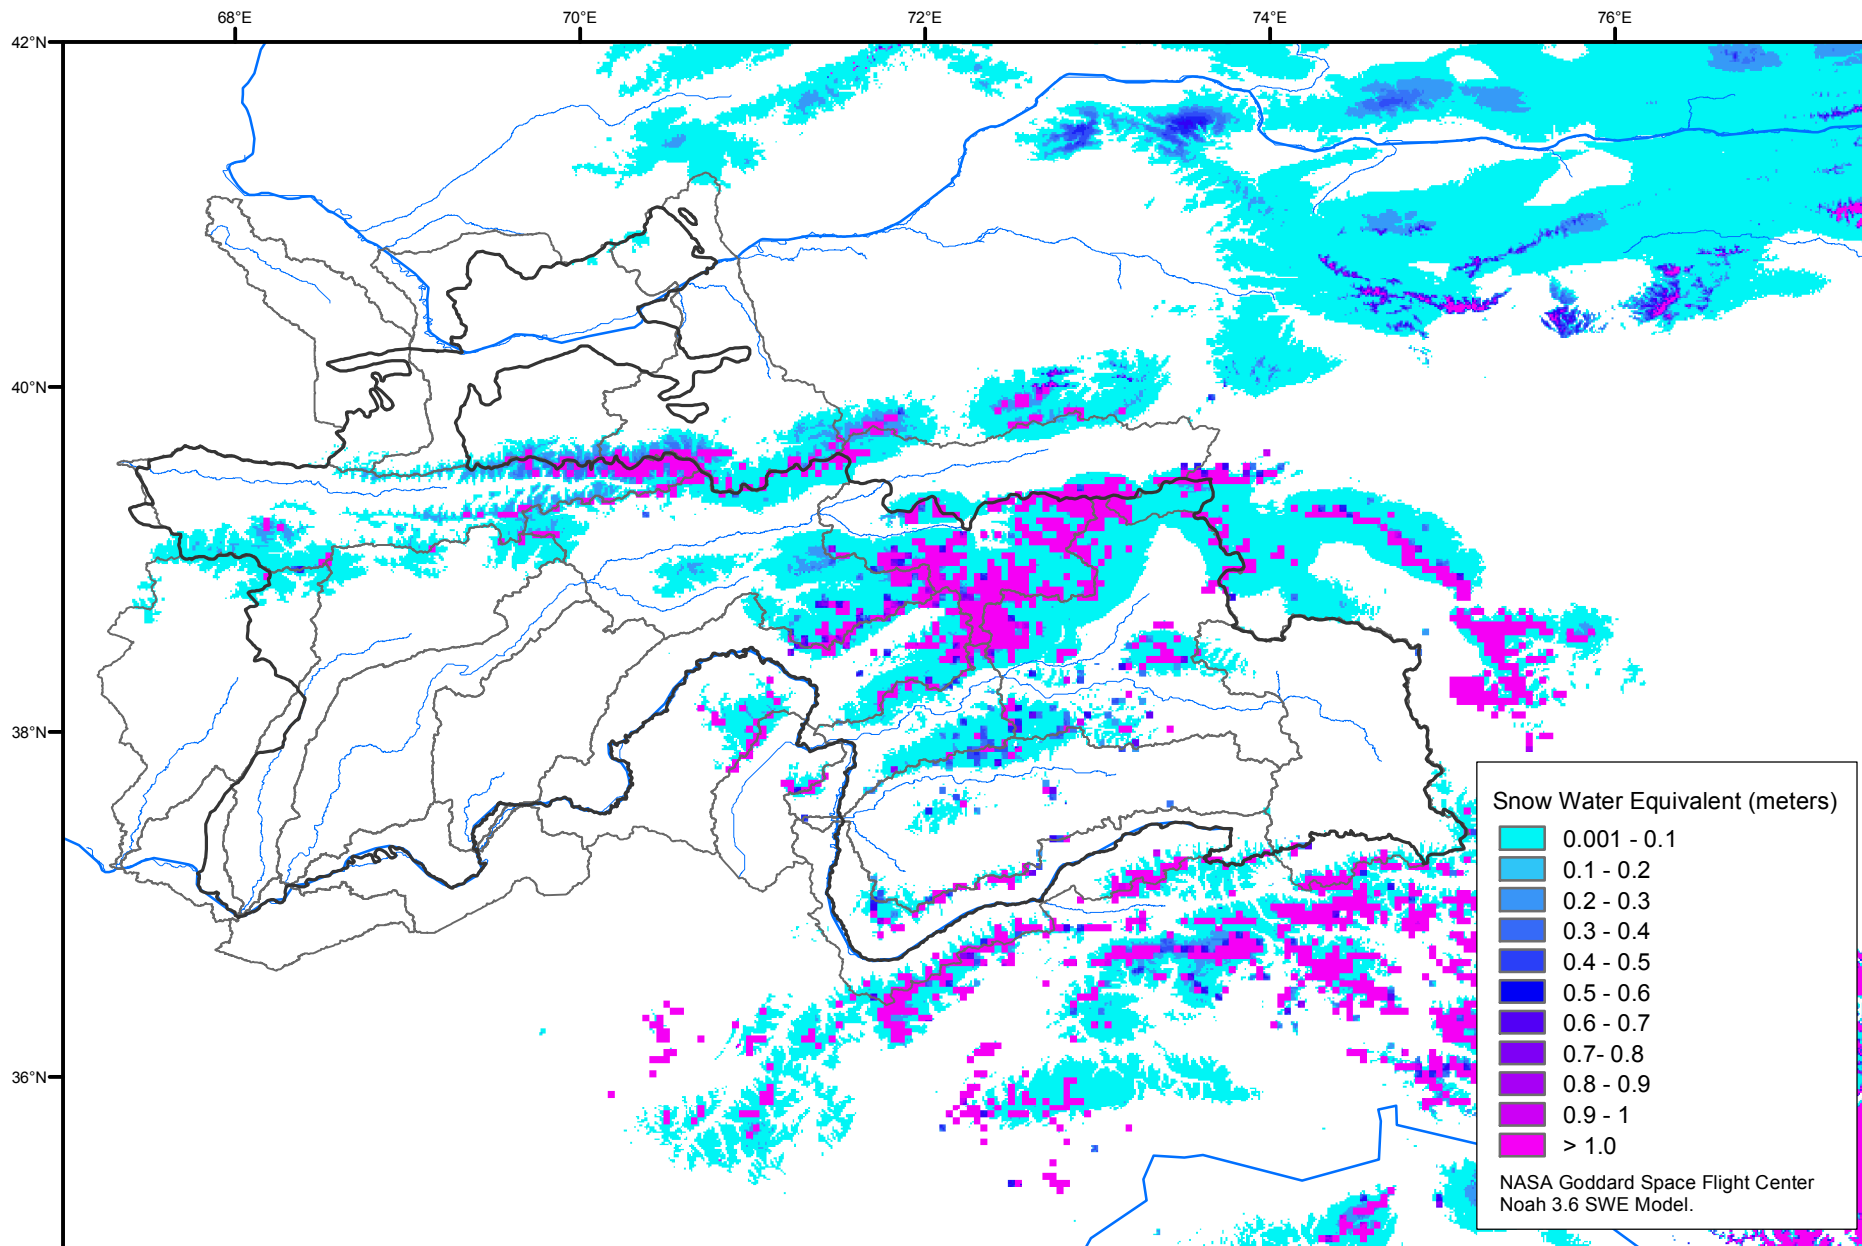 68°E 70°E 72°E 74°E 76°E
42°N
40°N
38°N
36°N
Snow Water Equivalent (meters)
0.001 - 0.1
0.1 - 0.2
0.2 - 0.3
0.3 - 0.4
0.4 - 0.5
0.5 - 0.6
0.6 - 0.7
0.7- 0.8
0.8 - 0.9
0.9 - 1
> 1.0
NASA Goddard Space Flight Center
Noah 3.6 SWE Model.